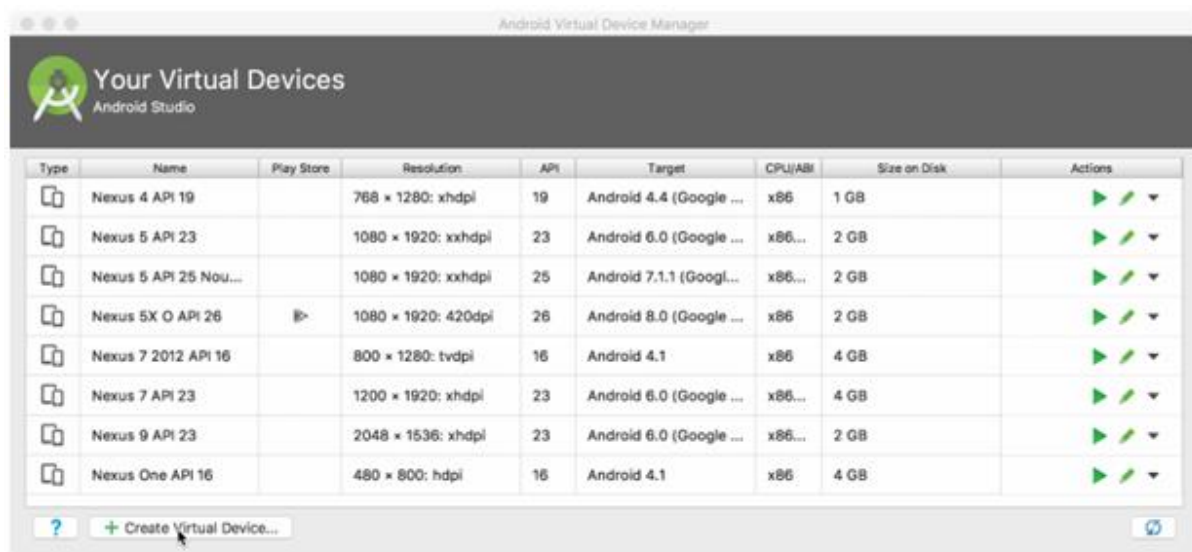 Android Virtual Device Manager
Your Virtual Devices
Android Studio
Type Name Play Store Resolution API Target CPU/ABI Size on Disk Actions
Nexus 4 API 19 768 × 1280: xhdpi 19 Android 4.4 (Google ... x86 1 GB
Nexus 5 API 23 1080 × 1920: xxhdpi 23 Android 6.0 (Google ... x86... 2 GB
Nexus 5 API 25 Nou... 1080 × 1920: xxhdpi 25 Android 7.1.1 (Googl... x86... 2 GB
Nexus 5X O API 26 1080 × 1920: 420dpi 26 Android 8.0 (Google ... x86 2 GB
Nexus 7 2012 API 16 800 × 1280: tvdpi 16 Android 4.1 x86 4 GB
Nexus 7 API 23 1200 × 1920: xhdpi 23 Android 6.0 (Google ... x86... 4 GB
Nexus 9 API 23 2048 × 1536: xhdpi 23 Android 6.0 (Google ... x86... 2 GB
Nexus One API 16 480 × 800: hdpi 16 Android 4.1 x86 4 GB
? + Create Virtual Device...